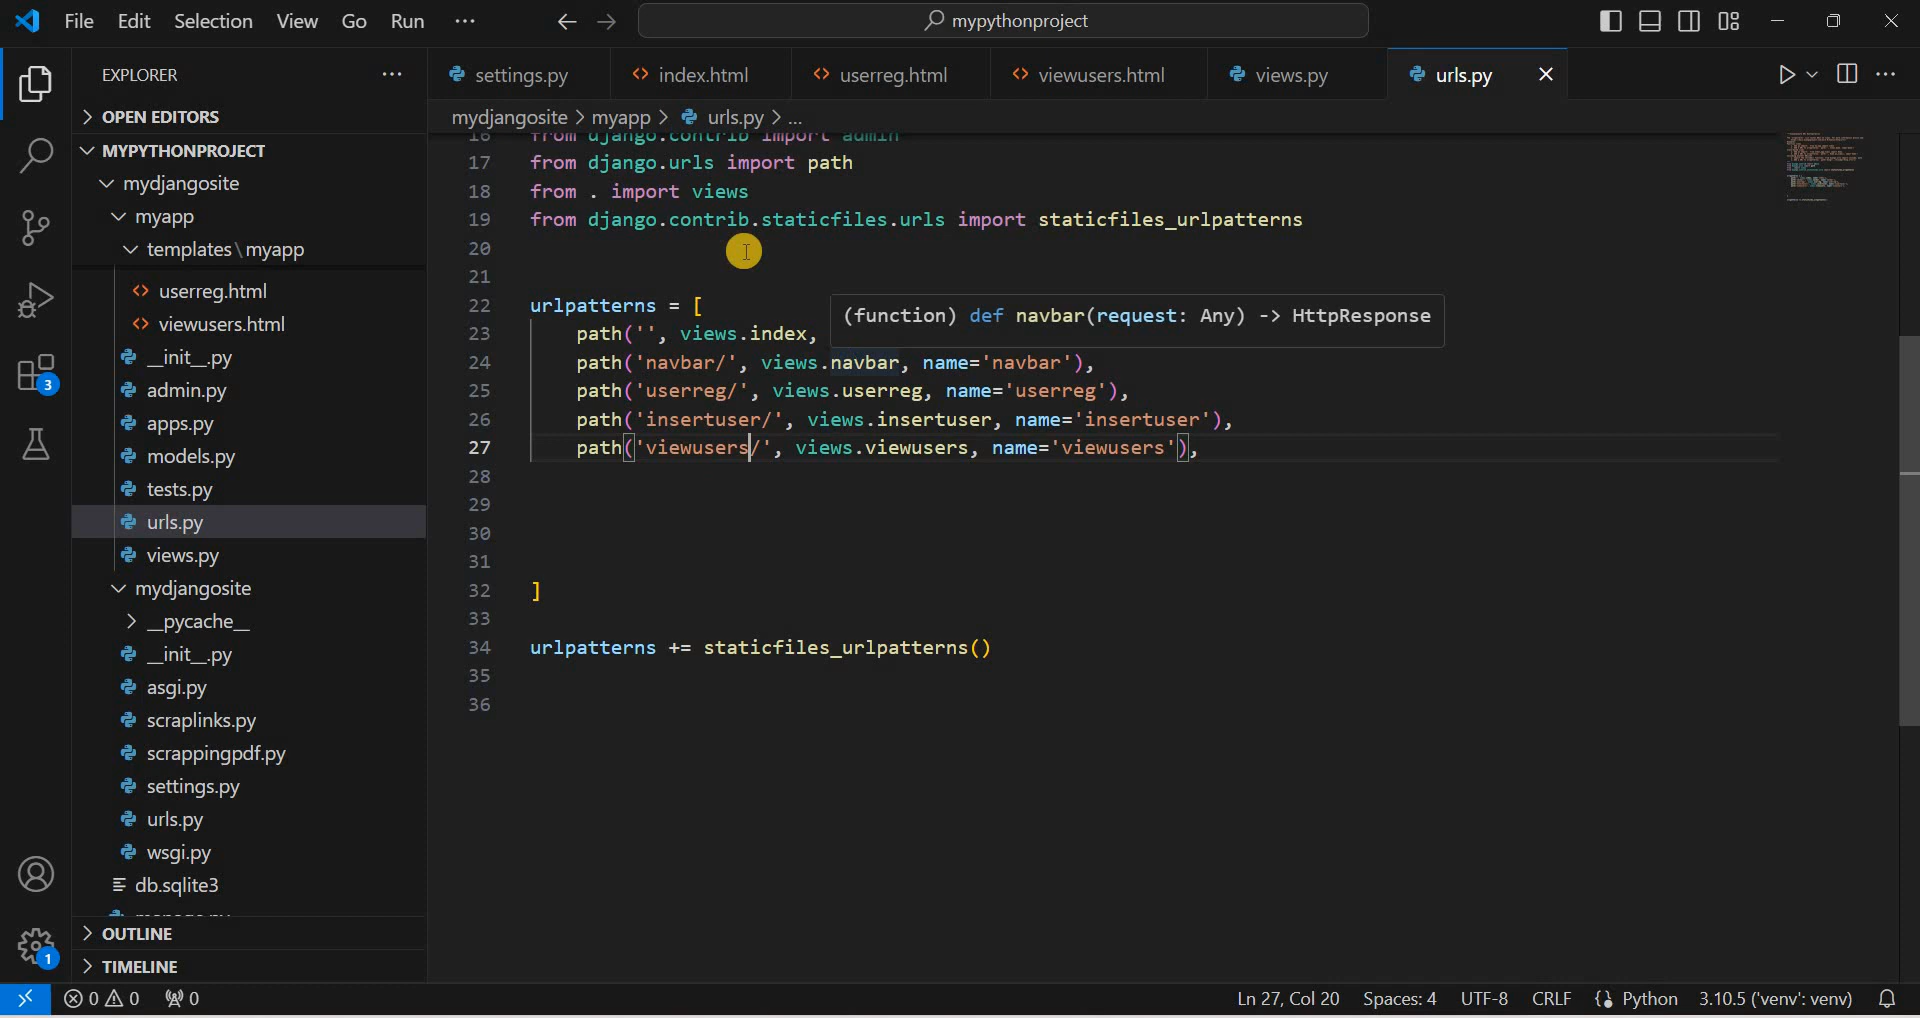 File Edit Selection View Go Run ··· mypythonproject
EXPLORER ···
OPEN EDITORS
MYPYTHONPROJECT
mydjangosite
myapp
templates\myapp
userreg.html
viewusers.html
__init__.py
admin.py
apps.py
models.py
tests.py
urls.py
views.py
mydjangosite
__pycache__
__init__.py
asgi.py
scraplinks.py
scrappingpdf.py
settings.py
urls.py
wsgi.py
db.sqlite3
OUTLINE
TIMELINE
3
1
settings.py index.html userreg.html viewusers.html views.py urls.py
mydjangosite > myapp > urls.py > ...
16 from django.contrib import admin
17 from django.urls import path
18 from . import views
19 from django.contrib.staticfiles.urls import staticfiles_urlpatterns
20
21
22 urlpatterns = [
(function) def navbar(request: Any) -> HttpResponse
23 path('', views.index,
24 path('navbar/', views.navbar, name='navbar'),
25 path('userreg/', views.userreg, name='userreg'),
26 path('insertuser/', views.insertuser, name='insertuser'),
27 path('viewusers/', views.viewusers, name='viewusers'),
28
29
30
31
32 ]
33
34 urlpatterns += staticfiles_urlpatterns()
35
36
0 0 0 Ln 27, Col 20 Spaces: 4 UTF-8 CRLF Python 3.10.5 ('venv': venv)